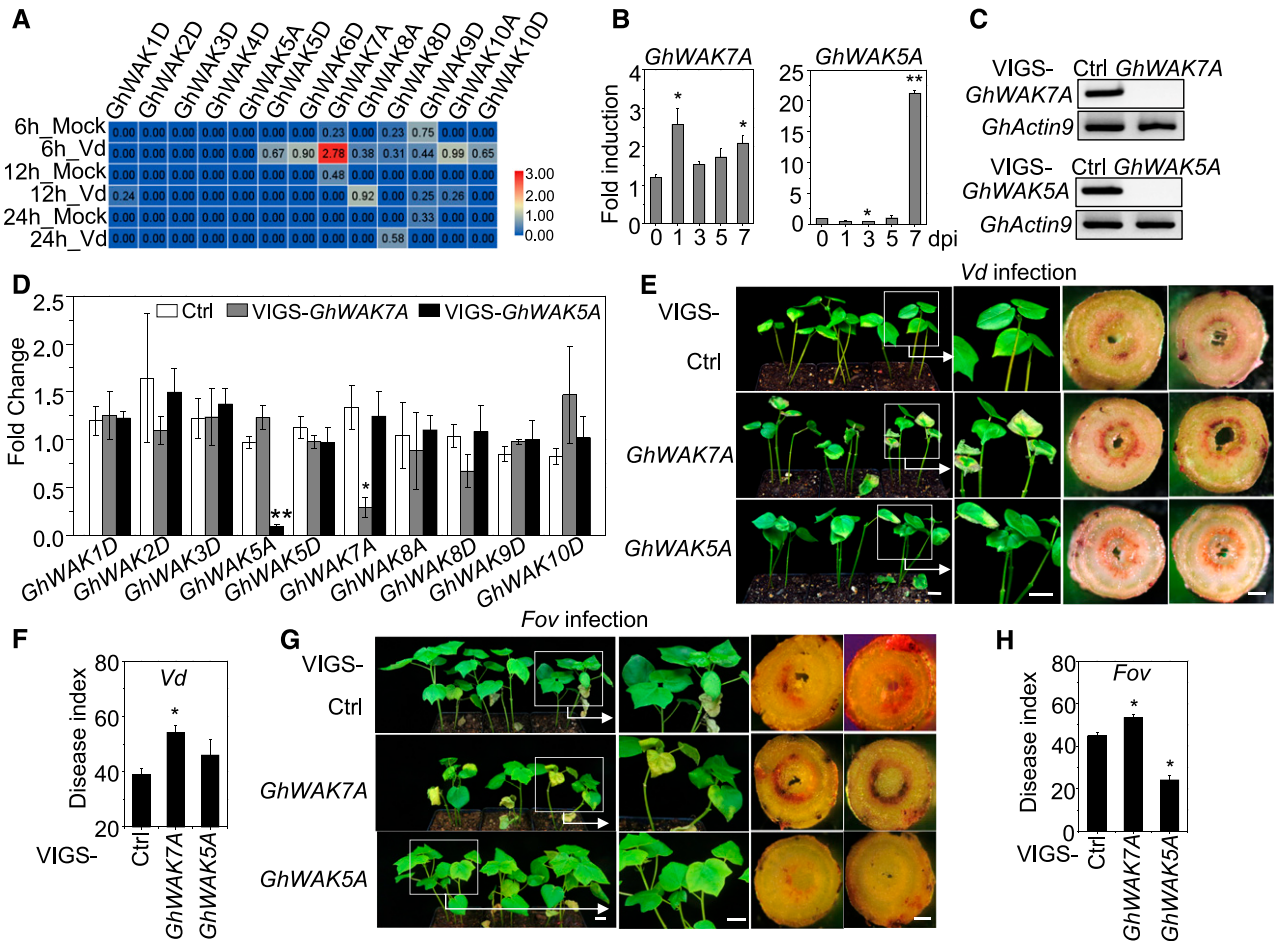 A
GhWAK1D GhWAK2D GhWAK3D GhWAK4D GhWAK5A GhWAK5D GhWAK6D GhWAK7A GhWAK8A GhWAK8D GhWAK9D GhWAK10A GhWAK10D
6h_Mock 0.00 0.00 0.00 0.00 0.00 0.00 0.00 0.23 0.00 0.23 0.75 0.00 0.00
6h_Vd 0.00 0.00 0.00 0.00 0.00 0.67 0.90 2.78 0.38 0.31 0.44 0.99 0.65
12h_Mock 0.00 0.00 0.00 0.00 0.00 0.00 0.00 0.48 0.00 0.00 0.00 0.00 0.00
12h_Vd 0.24 0.00 0.00 0.00 0.00 0.00 0.00 0.00 0.92 0.00 0.25 0.26 0.00
24h_Mock 0.00 0.00 0.00 0.00 0.00 0.00 0.00 0.00 0.00 0.00 0.33 0.00 0.00
24h_Vd 0.00 0.00 0.00 0.00 0.00 0.00 0.00 0.00 0.00 0.58 0.00 0.00 0.00
3.00
2.00
1.00
0.00
B
GhWAK7A GhWAK5A
Fold induction
4
3
2
1
0
* *
0 1 3 5 7
25
20
15
10
5
0
* **
0 1 3 5 7 dpi
C
VIGS- Ctrl GhWAK7A
GhWAK7A
GhActin9
VIGS- Ctrl GhWAK5A
GhWAK5A
GhActin9
D
Fold Change
2.5
2.0
1.5
1.0
0.5
0.0
Ctrl VIGS-GhWAK7A VIGS-GhWAK5A
** *
GhWAK1D GhWAK2D GhWAK3D GhWAK5A GhWAK5D GhWAK7A GhWAK8A GhWAK8D GhWAK9D GhWAK10D
E
Vd infection
VIGS-
Ctrl
GhWAK7A
GhWAK5A
F
Disease index
80
60
40
20
Vd
*
VIGS- Ctrl GhWAK7A GhWAK5A
G
Fov infection
VIGS-
Ctrl
GhWAK7A
GhWAK5A
H
Disease index
80
60
40
20
0
Fov
*
*
VIGS- Ctrl GhWAK7A GhWAK5A